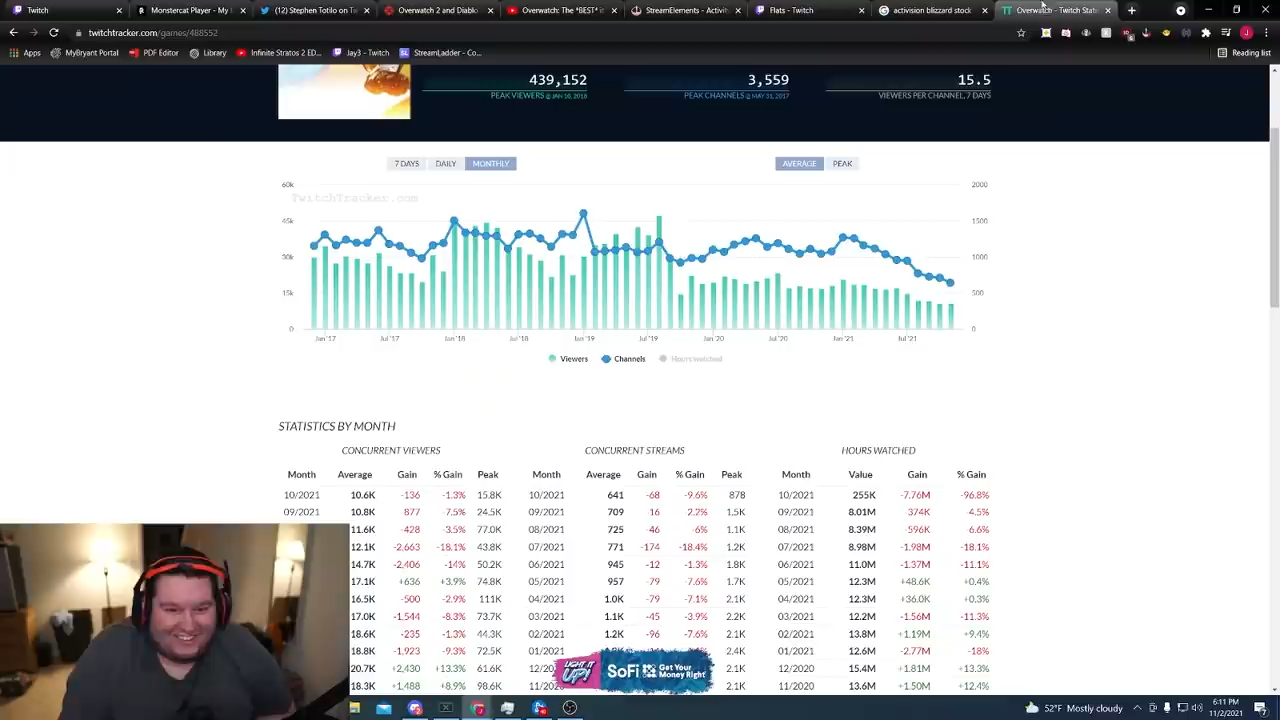 Twitch
Monstercat Player - M
(2) Stephen Totilo on T
(439) Daily
Deuces: The *BEST*
StreamElements - A
Flats - Twitch
activision blizzard stock
Overwatch - Twitch Statis
twitchtracker.com/games/488552
Apps
MyBryant Portal
PDF Editor
Library
Infinite Stratos 2 ED...
Jay3 - Twitch
StreamLadder - Co...
Reading list
439,152
3,559
15.5
PEAK VIEWERS @ JAN 10, 2018
PEAK CHANNELS @ MAY 31, 2017
VIEWERS PER CHANNEL, 7 DAYS
7 DAYS
DAILY
MONTHLY
AVERAGE
PEAK
60k
2000
TwitchTracker.com
45k
1500
30k
1000
15k
500
0
0
Jan '17
Jul '17
Jan '18
Jul '18
Jan '19
Jul '19
Jan '20
Jul '20
Jan '21
Jul '21
Viewers
Channels
Hours watched
STATISTICS BY MONTH
CONCURRENT VIEWERS
CONCURRENT STREAMS
HOURS WATCHED
Month Average Gain % Gain Peak Month Average Gain % Gain Peak Month Value Gain % Gain
10/2021 10.6K -136 -1.3% 15.8K 10/2021 641 -68 -9.6% 878 10/2021 255K -7.76M -96.8%
09/2021 10.8K 877 -7.5% 24.5K 09/2021 709 16 2.2% 1.5K 09/2021 8.01M 374K -4.5%
11.6K -428 -3.5% 77.0K 08/2021 725 -46 -6% 1.1K 08/2021 8.39M 596K -6.6%
12.1K -2,663 -18.1% 43.8K 07/2021 771 -174 -18.4% 1.2K 07/2021 8.98M -1.98M -18.1%
14.7K -2,406 -14% 50.2K 06/2021 945 -12 -1.3% 1.8K 06/2021 11.0M -1.37M -11.1%
17.1K +636 +3.9% 74.8K 05/2021 957 -79 -7.6% 1.7K 05/2021 12.3M +48.6K +0.4%
16.5K -500 -2.9% 111K 04/2021 1.0K -79 -7.1% 2.2K 04/2021 12.3M +36.0K +0.3%
17.0K -1,544 -8.3% 73.7K 03/2021 1.1K -45 -3.9% 2.2K 03/2021 12.2M -1.56M -11.3%
18.6K -235 -1.3% 44.3K 02/2021 1.2K -96 -7.6% 2.1K 02/2021 13.8M +1.19M +9.4%
18.8K -1,923 -9.3% 72.5K 01/2021 2.4K 01/2021 12.6M -2.77M -18%
20.7K +2,430 +13.3% 61.6K 12/20 2.1K 12/2020 15.4M +1.81M +13.3%
18.3K +1,488 +8.9% 98.6K 11/20 2.1K 11/2020 13.6M +1.50M +12.4%
LIGHT IT UP!
SoFi
Get Your
Money Right
52°F Mostly cloudy
6:11 PM
11/2/2021